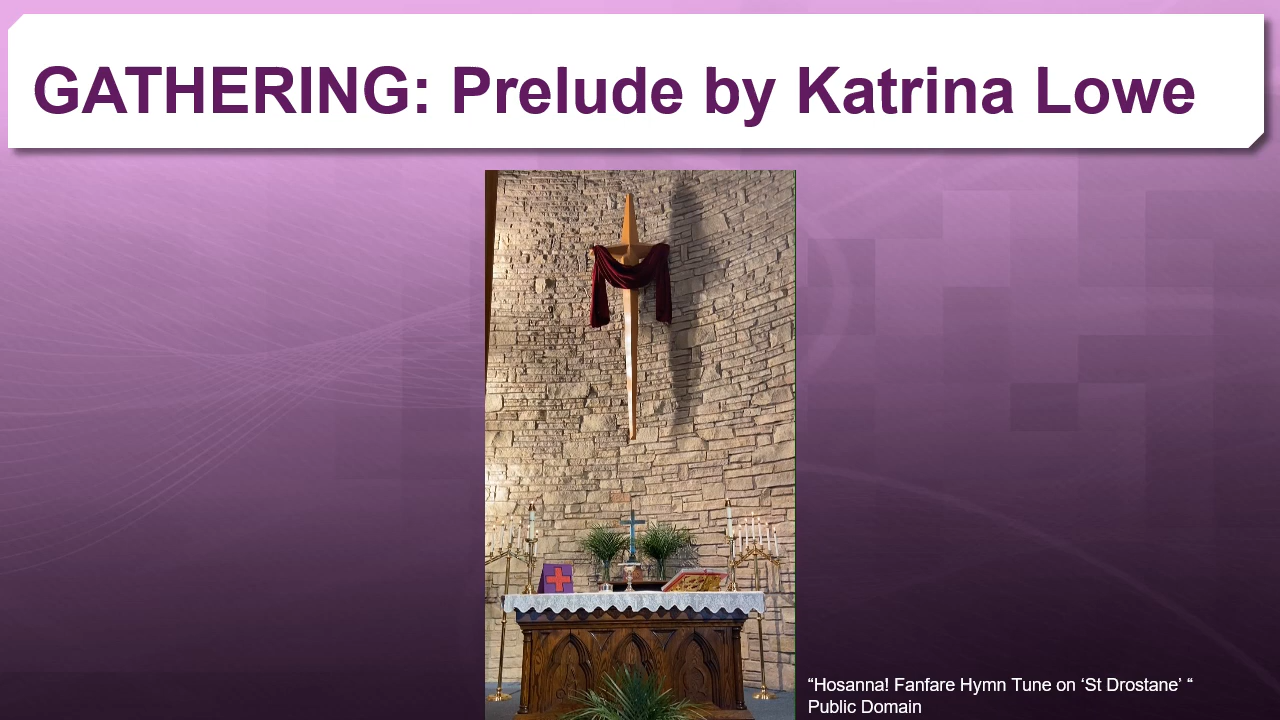 GATHERING: Prelude by Katrina Lowe
“Hosanna! Fanfare Hymn Tune on ‘St Drostane’ “
Public Domain